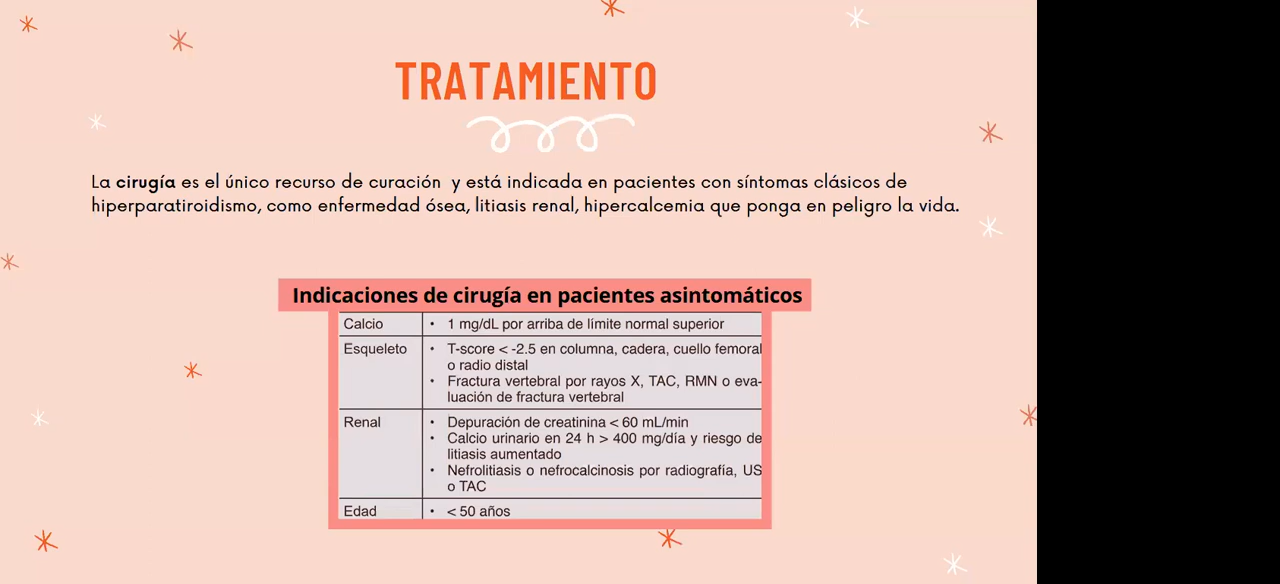 TRATAMIENTO
La cirugía es el único recurso de curación y está indicada en pacientes con síntomas clásicos de
hiperparatiroidismo, como enfermedad ósea, litiasis renal, hipercalcemia que ponga en peligro la vida.
Indicaciones de cirugía en pacientes asintomáticos
Calcio • 1 mg/dL por arriba de límite normal superior
Esqueleto • T-score < -2.5 en columna, cadera, cuello femoral
o radio distal
• Fractura vertebral por rayos X, TAC, RMN o eva-
luación de fractura vertebral
Renal • Depuración de creatinina < 60 mL/min
• Calcio urinario en 24 h > 400 mg/día y riesgo de
litiasis aumentado
• Nefrolitiasis o nefrocalcinosis por radiografía, US
o TAC
Edad • < 50 años